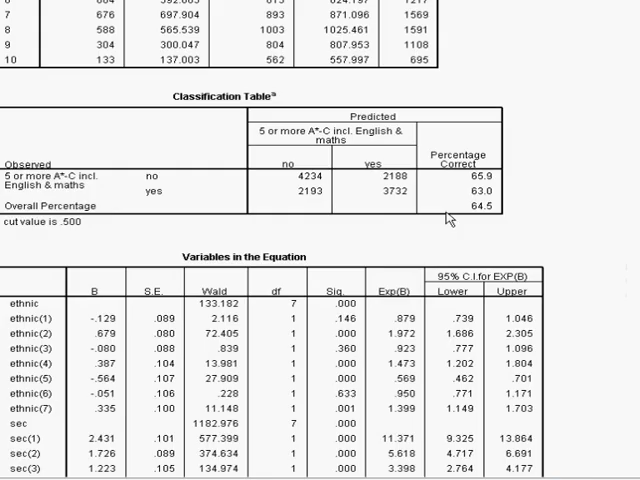 7 676 697.904 893 871.096 1569
8 588 565.539 1003 1025.461 1591
9 304 300.047 804 807.953 1108
10 133 137.003 562 557.997 695
Classification Tableᵃ
Predicted
5 or more A*-C incl. English &
maths
Percentage
Correct
Observed no yes
5 or more A*-C incl. no 4234 2188 65.9
English & maths yes 2193 3732 63.0
Overall Percentage 64.5
cut value is .500
Variables in the Equation
95% C.I.for EXP(B)
B S.E. Wald df Sig. Exp(B) Lower Upper
ethnic 133.182 7 .000
ethnic(1) -.129 .089 2.116 1 .146 .879 .739 1.046
ethnic(2) .679 .080 72.405 1 .000 1.972 1.686 2.305
ethnic(3) -.080 .088 .839 1 .360 .923 .777 1.096
ethnic(4) .387 .104 13.981 1 .000 1.473 1.202 1.804
ethnic(5) -.564 .107 27.909 1 .000 .569 .462 .701
ethnic(6) -.051 .106 .228 1 .633 .950 .771 1.171
ethnic(7) .335 .100 11.148 1 .001 1.399 1.149 1.703
sec 1182.976 7 .000
sec(1) 2.431 .101 577.399 1 .000 11.371 9.325 13.864
sec(2) 1.726 .089 374.634 1 .000 5.618 4.717 6.691
sec(3) 1.223 .105 134.974 1 .000 3.398 2.764 4.177